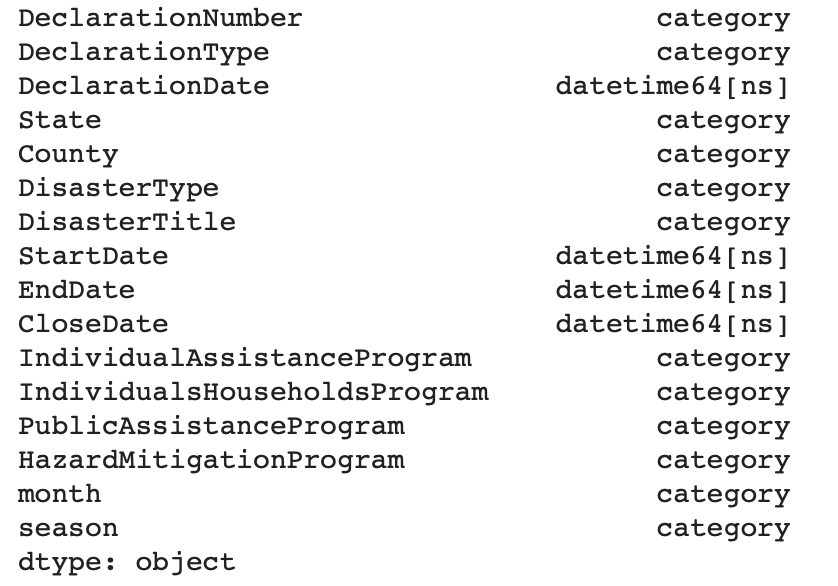 DeclarationNumber category
DeclarationType category
DeclarationDate datetime64[ns]
State category
County category
DisasterType category
DisasterTitle category
StartDate datetime64[ns]
EndDate datetime64[ns]
CloseDate datetime64[ns]
IndividualAssistanceProgram category
IndividualsHouseholdsProgram category
PublicAssistanceProgram category
HazardMitigationProgram category
month category
season category
dtype: object